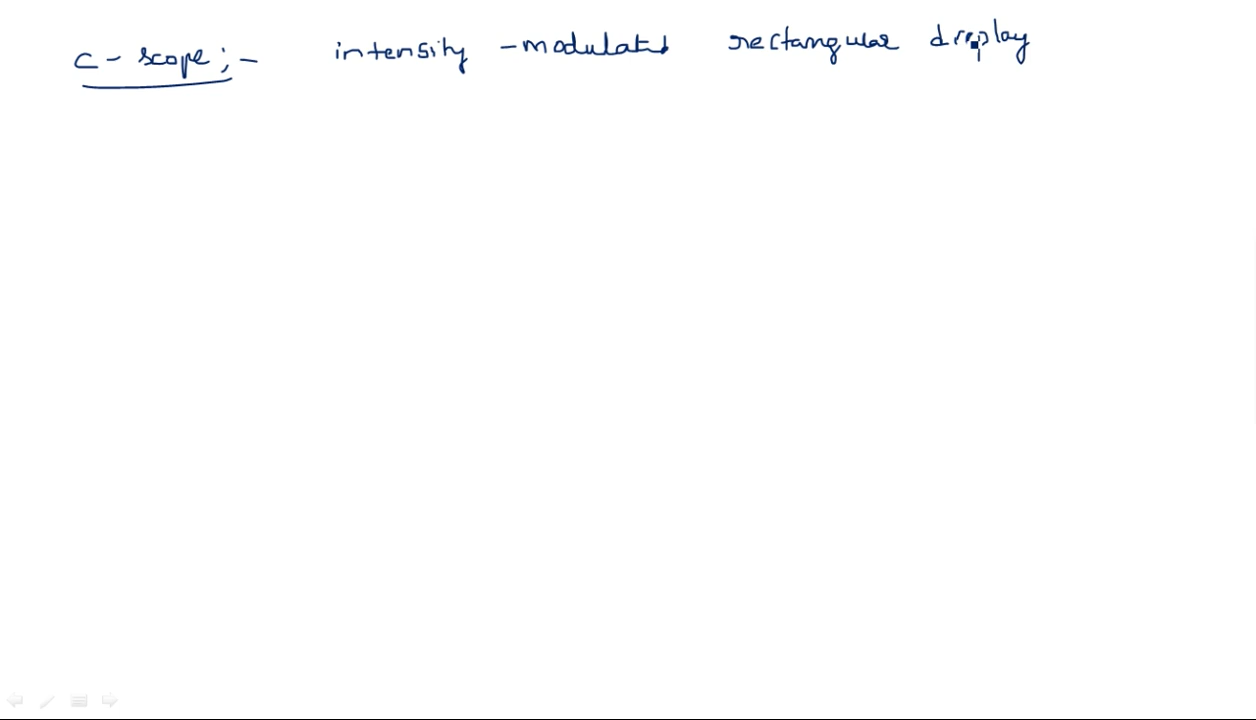 c - scope ; - intensity - modulated rectangular display